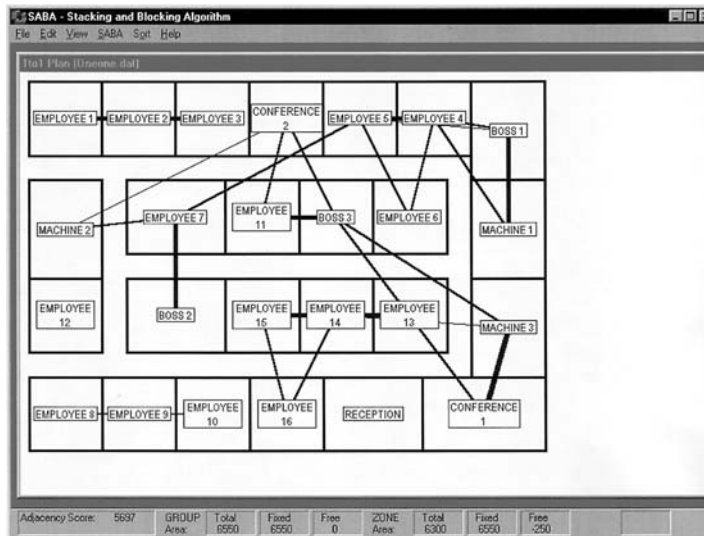 SABA - Stacking and Blocking Algorithm
File Edit View SABA Sort Help
1to1 Plan [Oneone.dat]
EMPLOYEE 1
EMPLOYEE 2
EMPLOYEE 3
CONFERENCE
2
EMPLOYEE 5
EMPLOYEE 4
BOSS 1
MACHINE 2
EMPLOYEE 7
EMPLOYEE
11
BOSS 3
EMPLOYEE 6
MACHINE 1
EMPLOYEE
12
BOSS 2
EMPLOYEE
15
EMPLOYEE
14
EMPLOYEE
13
MACHINE 3
EMPLOYEE 8
EMPLOYEE 9
EMPLOYEE
10
EMPLOYEE
16
RECEPTION
CONFERENCE
1
Adjacency Score: 5697 GROUP Total Fixed Free ZONE Total Fixed Free
Area: 6550 6550 0 Area: 6300 6550 -250